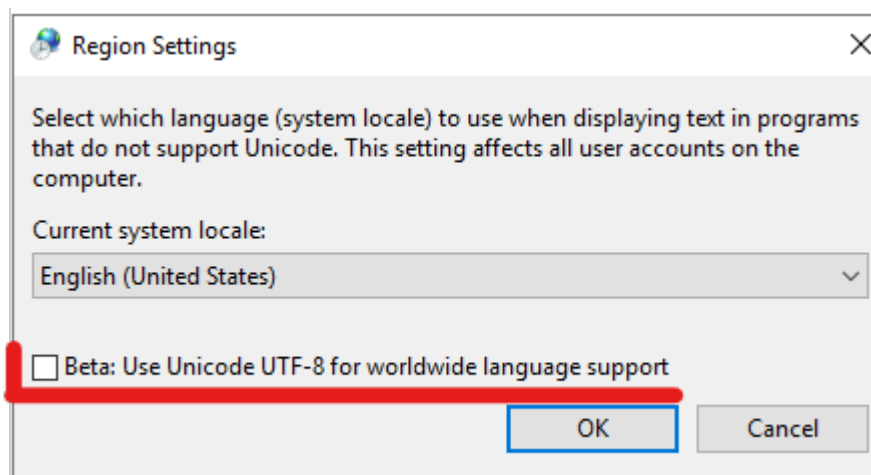 Region Settings
Select which language (system locale) to use when displaying text in programs
that do not support Unicode. This setting affects all user accounts on the
computer.
Current system locale:
English (United States)
Beta: Use Unicode UTF-8 for worldwide language support
OK
Cancel